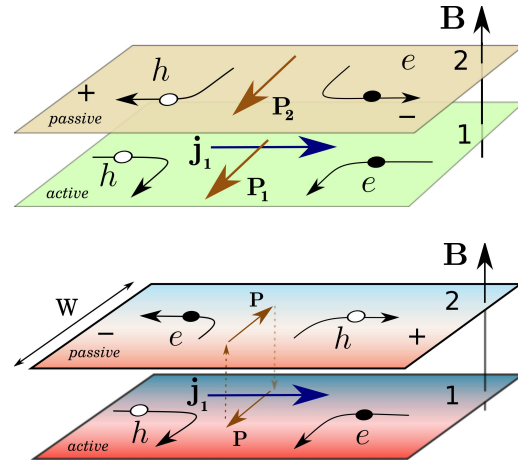 B
h e 2
+ P₂ −
passive
1
j₁
h P₁ e
active
B
W
2
P
− e h +
passive
j₁ 1
h P e
active